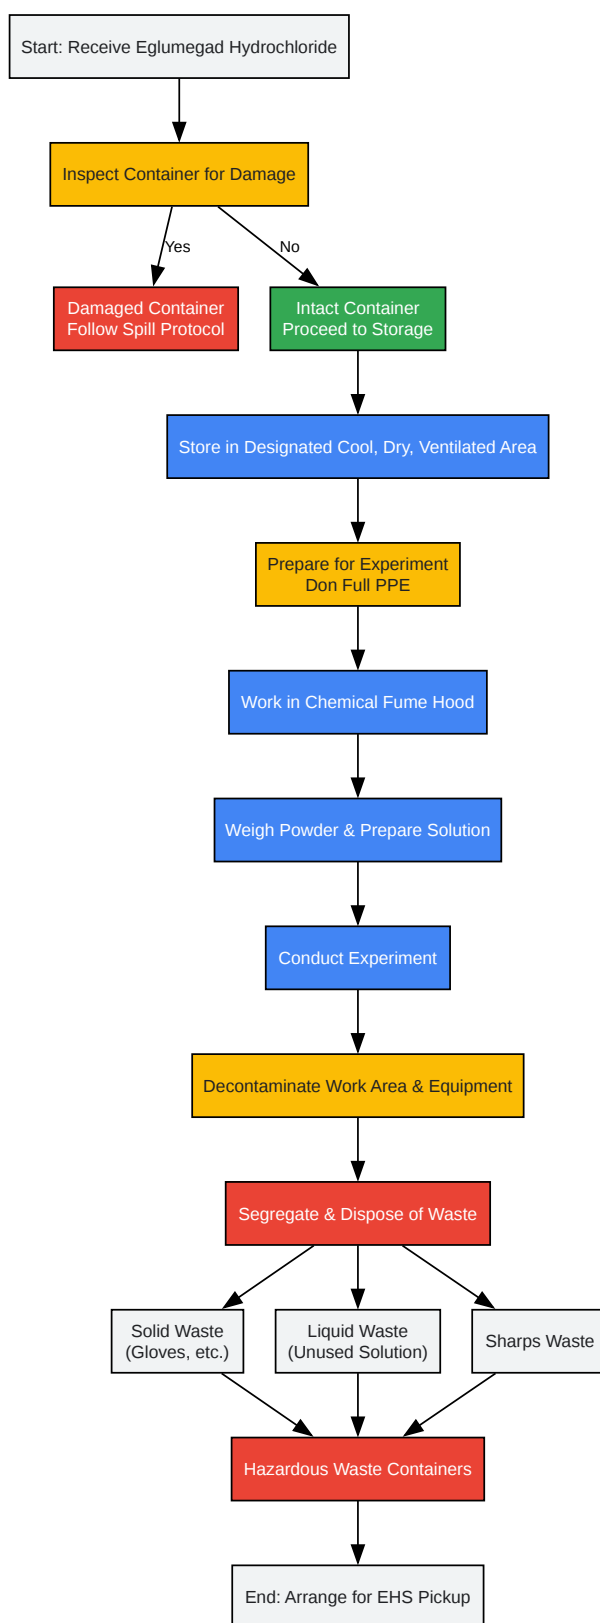 Start: Receive Eglumegad Hydrochloride
Inspect Container for Damage
Yes
No
Damaged Container
Follow Spill Protocol
Intact Container
Proceed to Storage
Store in Designated Cool, Dry, Ventilated Area
Prepare for Experiment
Don Full PPE
Work in Chemical Fume Hood
Weigh Powder & Prepare Solution
Conduct Experiment
Decontaminate Work Area & Equipment
Segregate & Dispose of Waste
Solid Waste
(Gloves, etc.)
Liquid Waste
(Unused Solution)
Sharps Waste
Hazardous Waste Containers
End: Arrange for EHS Pickup